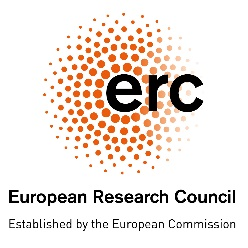 erc
European Research Council
Established by the European Commission